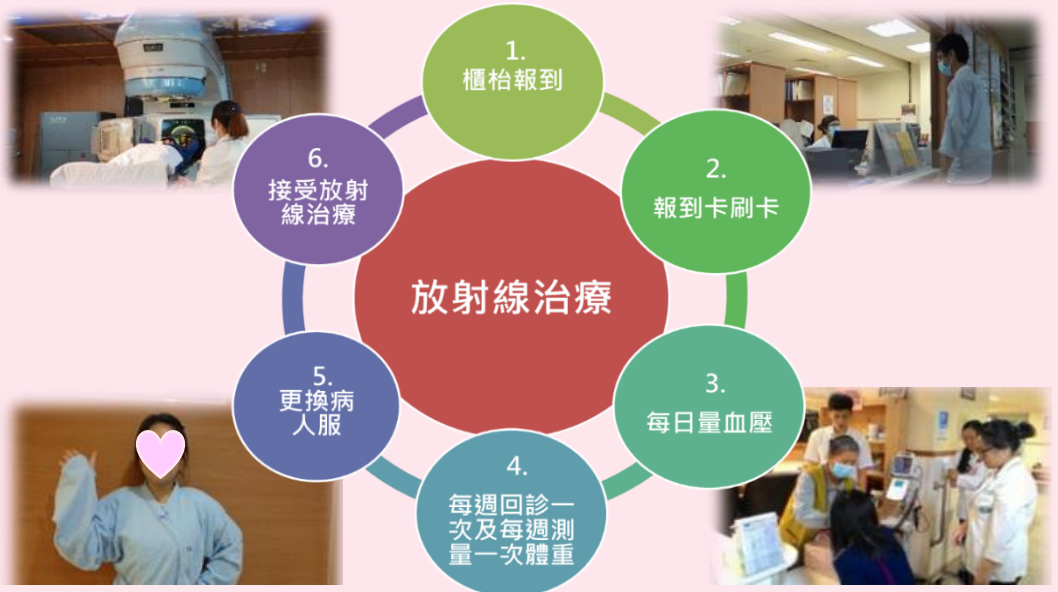 放射線治療
1.
櫃枱報到
2.
報到卡刷卡
3.
每日量血壓
4.
每週回診一
次及每週測
量一次體重
5.
更換病
人服
6.
接受放射
線治療